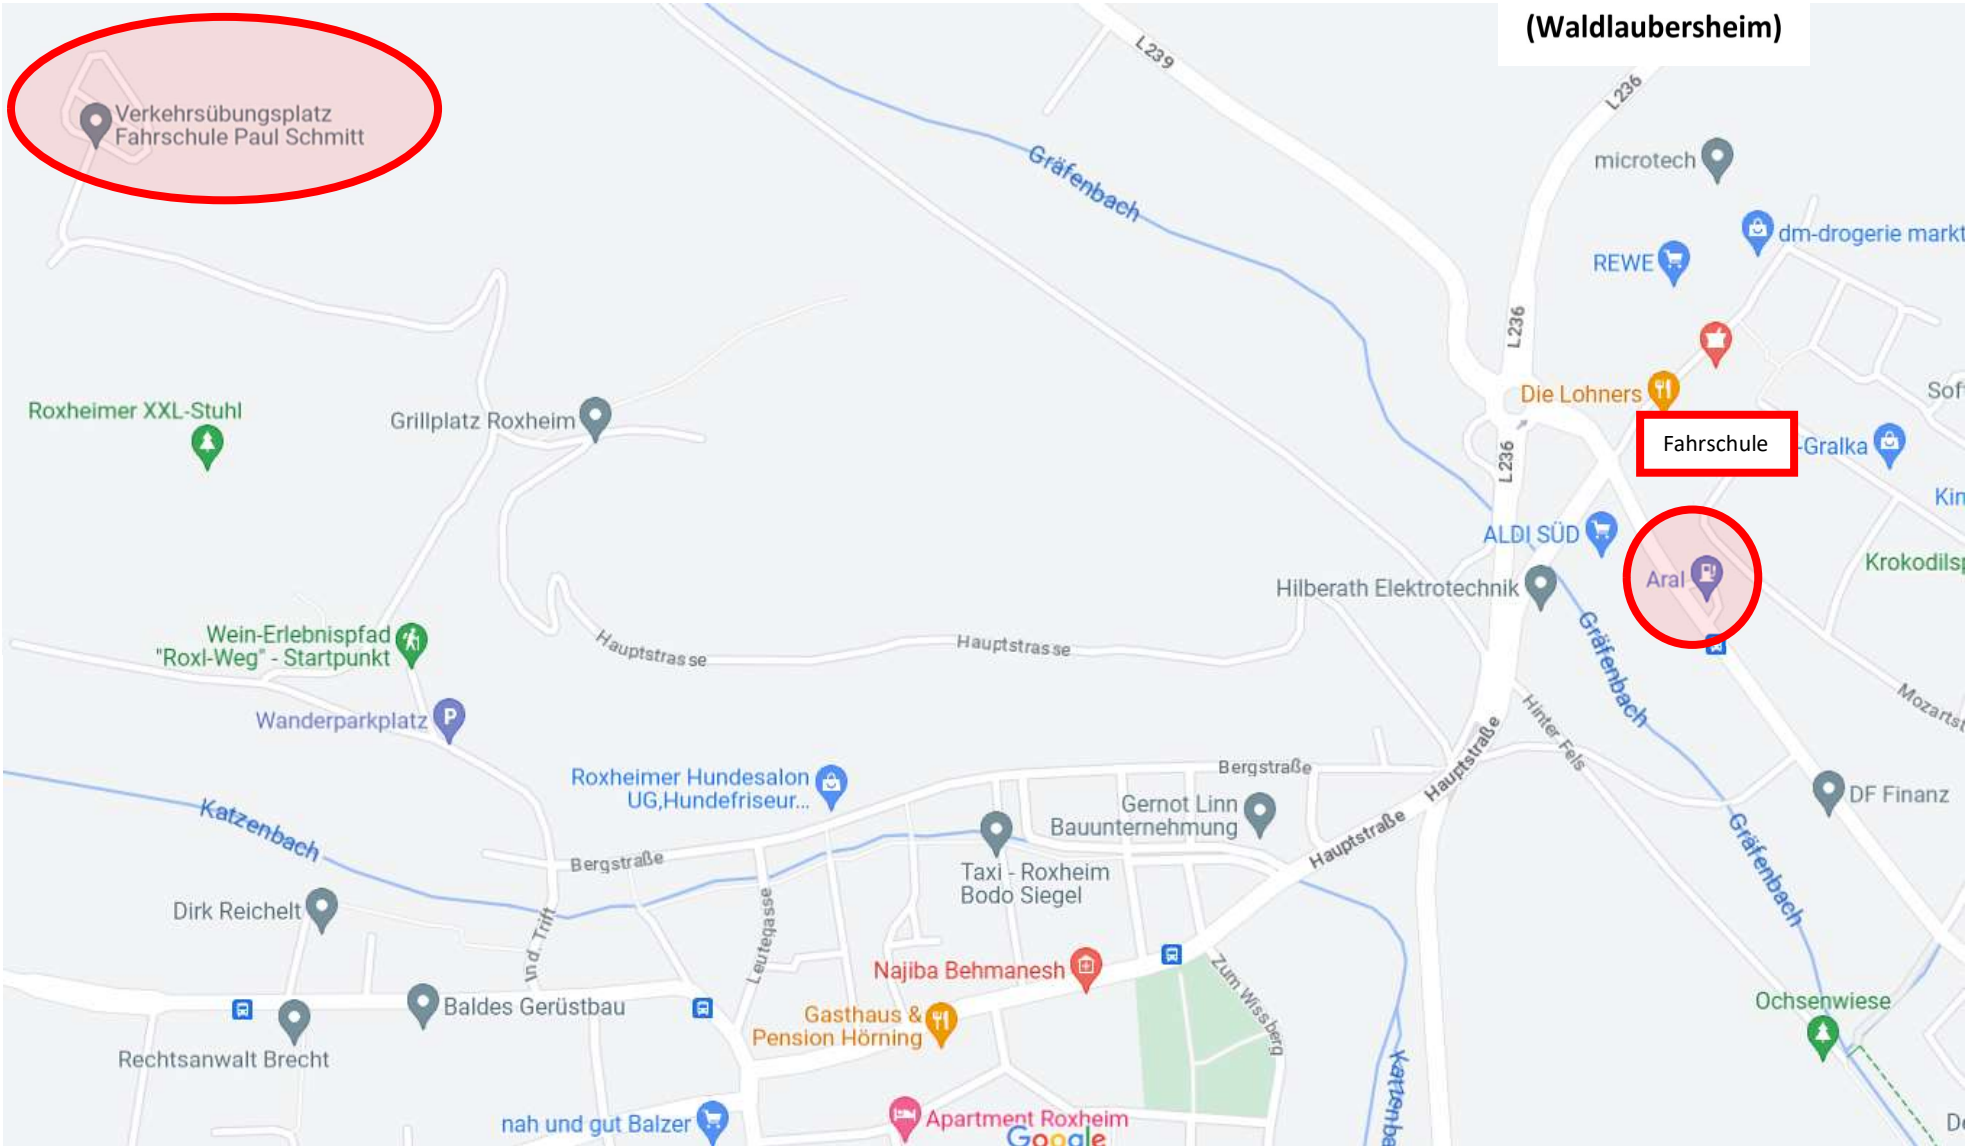 (Waldlaubersheim)
L239
L236
Verkehrsübungsplatz
Fahrschule Paul Schmitt
Gräfenbach
microtech
dm-drogerie markt
REWE
L236
Die Lohners
Roxheimer XXL-Stuhl
Grillplatz Roxheim
L236
Fahrschule
-Gralka
Sof
Kin
ALDI SÜD
Aral
Krokodilsp
Hilberath Elektrotechnik
Gräfenbach
Wein-Erlebnispfad
"Roxl-Weg" - Startpunkt
Hauptstrasse
Hauptstrasse
Mozartst
Wanderparkplatz
P
Hinter Fels
Hauptstraße
Bergstraße
Roxheimer Hundesalon
UG,Hundefriseur...
Gernot Linn
Bauunternehmung
DF Finanz
Katzenbach
Hauptstraße
Gräfenbach
Bergstraße
Taxi - Roxheim
Bodo Siegel
Dirk Reichelt
In d. Trift
Leutegasse
Najiba Behmanesh
Zum Wissberg
Baldes Gerüstbau
Gasthaus &
Pension Hörning
Ochsenwiese
Rechtsanwalt Brecht
Katzenba
nah und gut Balzer
Apartment Roxheim
Google
De